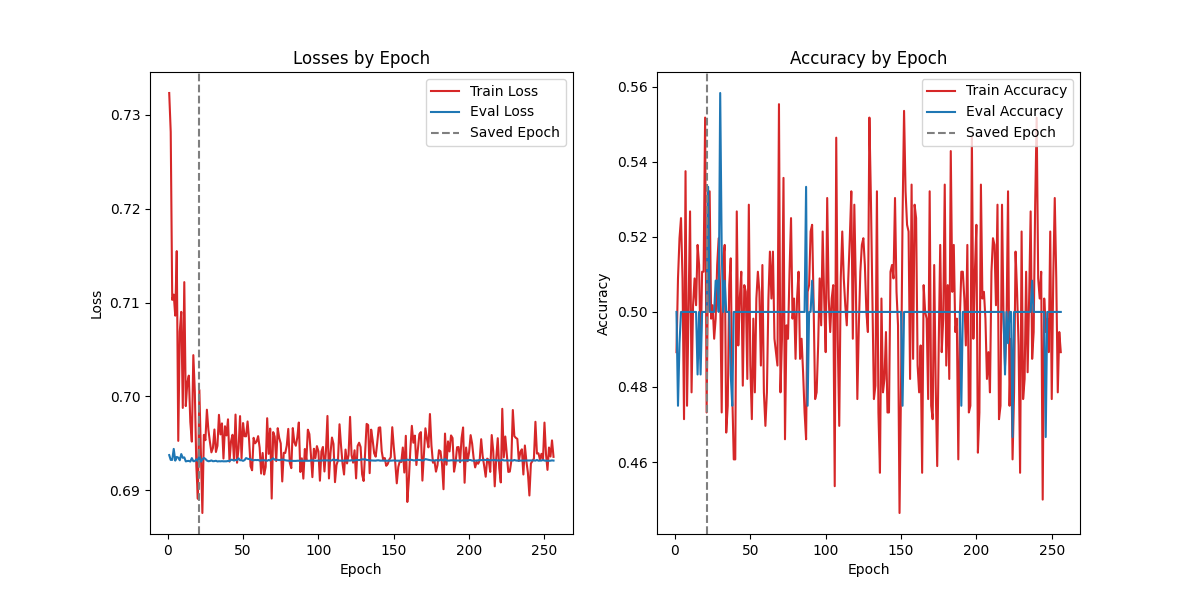 Losses by Epoch
0.73
0.72
0.71
0.70
0.69
Loss
0
50
100
150
200
250
Epoch
Train Loss
Eval Loss
Saved Epoch
Accuracy by Epoch
0.56
0.54
0.52
0.50
0.48
0.46
Accuracy
0
50
100
150
200
250
Epoch
Train Accuracy
Eval Accuracy
Saved Epoch